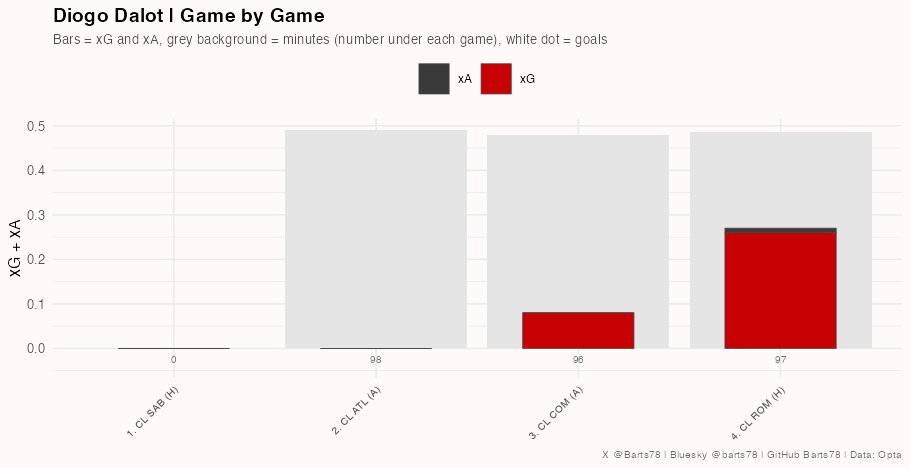 Diogo Dalot | Game by Game
Bars = xG and xA, grey background = minutes (number under each game), white dot = goals
xA
xG
xG + xA
0.5
0.4
0.3
0.2
0.1
0.0
0
98
96
97
1. CL SAB (H)
2. CL ATL (A)
3. CL COM (A)
4. CL ROM (H)
X @Barts78 | Bluesky @barts78 | GitHub Barts78 | Data: Opta